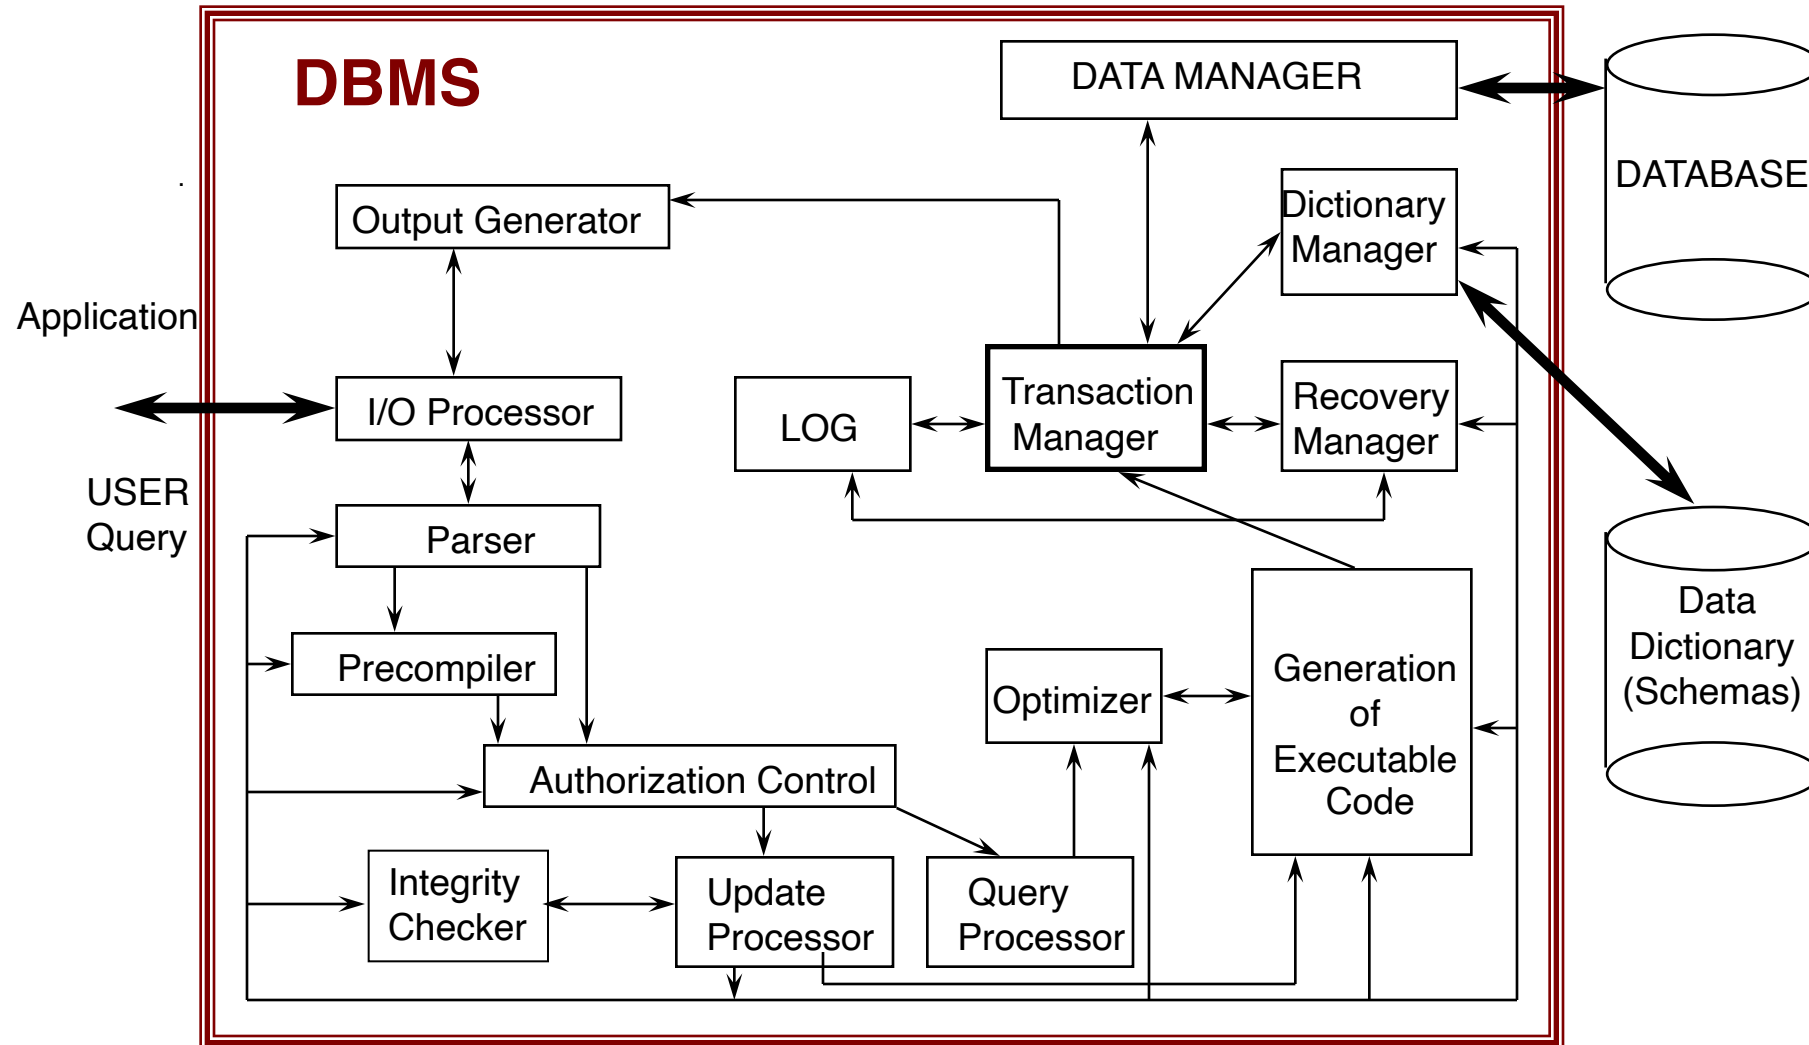 DBMS
DATA MANAGER
DATABASE
Output Generator
Dictionary
Manager
Application
I/O Processor
LOG
Transaction
Manager
Recovery
Manager
USER
Query
Parser
Precompiler
Optimizer
Generation
of
Executable
Code
Data
Dictionary
(Schemas)
Authorization Control
Integrity
Checker
Update
Processor
Query
Processor